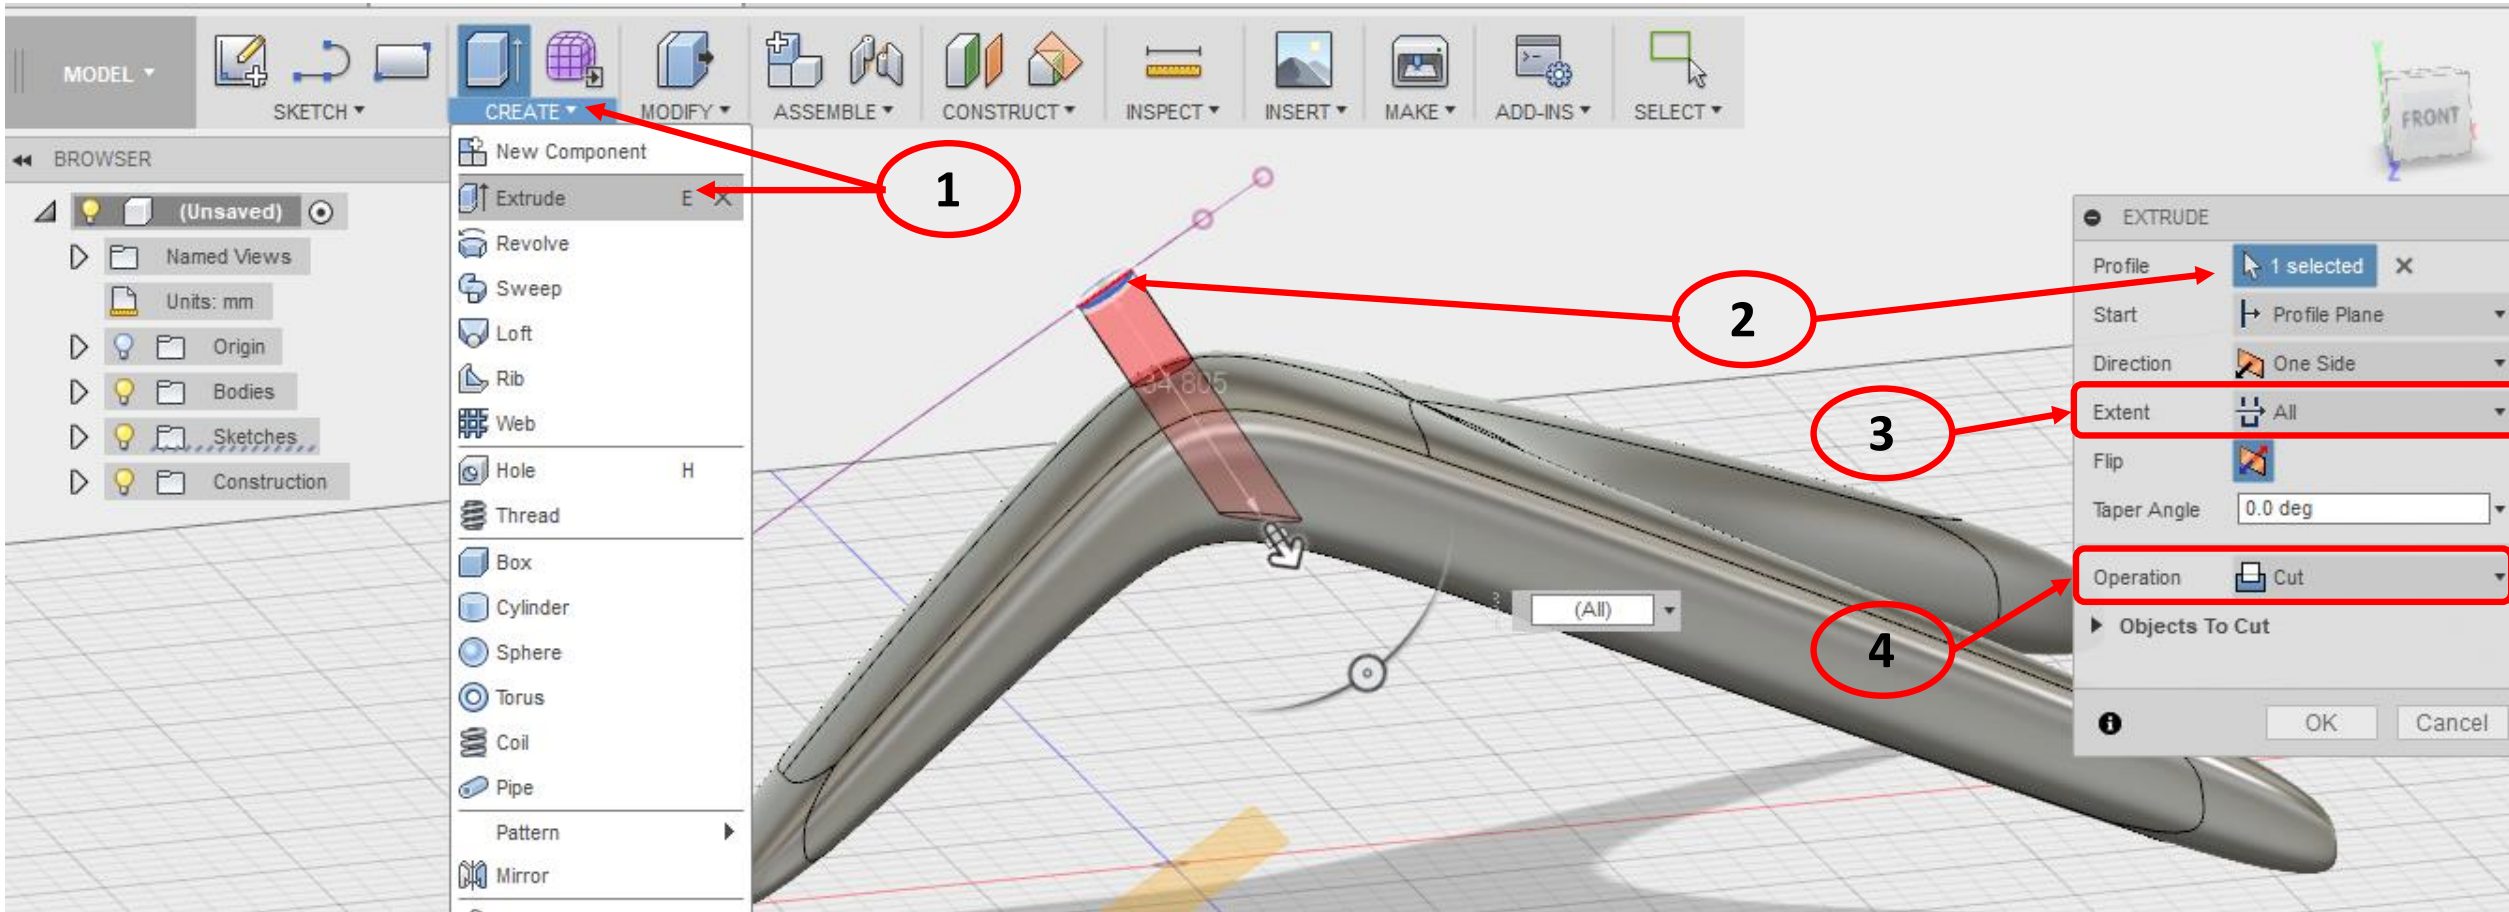 MODEL
SKETCH
CREATE
MODIFY
ASSEMBLE
CONSTRUCT
INSPECT
INSERT
MAKE
ADD-INS
SELECT
FRONT
Y
X
Z
BROWSER
(Unsaved)
Named Views
Units: mm
Origin
Bodies
Sketches
Construction
New Component
Extrude E
Revolve
Sweep
Loft
Rib
Web
Hole H
Thread
Box
Cylinder
Sphere
Torus
Coil
Pipe
Pattern
Mirror
1
2
3
4
34.805
(All)
EXTRUDE
Profile 1 selected
Start Profile Plane
Direction One Side
Extent All
Flip
Taper Angle 0.0 deg
Operation Cut
Objects To Cut
OK Cancel